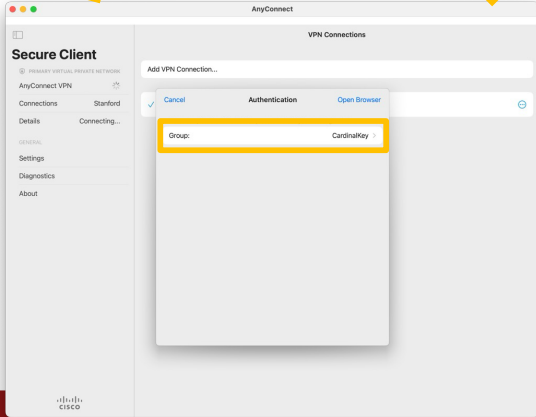 AnyConnect
VPN Connections
Secure Client
PRIMARY VIRTUAL PRIVATE NETWORK
AnyConnect VPN
Connections Stanford
Details Connecting...
GENERAL
Settings
Diagnostics
About
CISCO
Add VPN Connection...
Cancel Authentication Open Browser
Group: CardinalKey